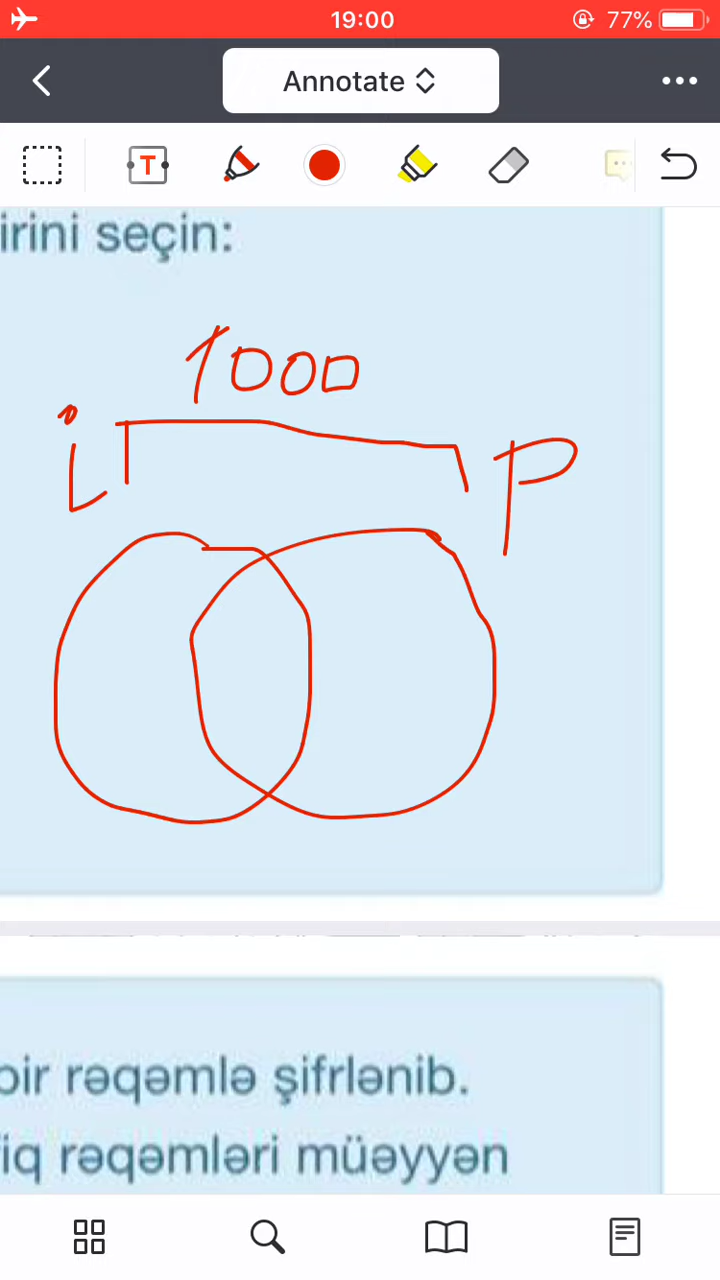 19:00 77%
Annotate
T
irini seçin:
1000
i P
bir rəqəmlə şifrlənib.
iq rəqəmləri müəyyən